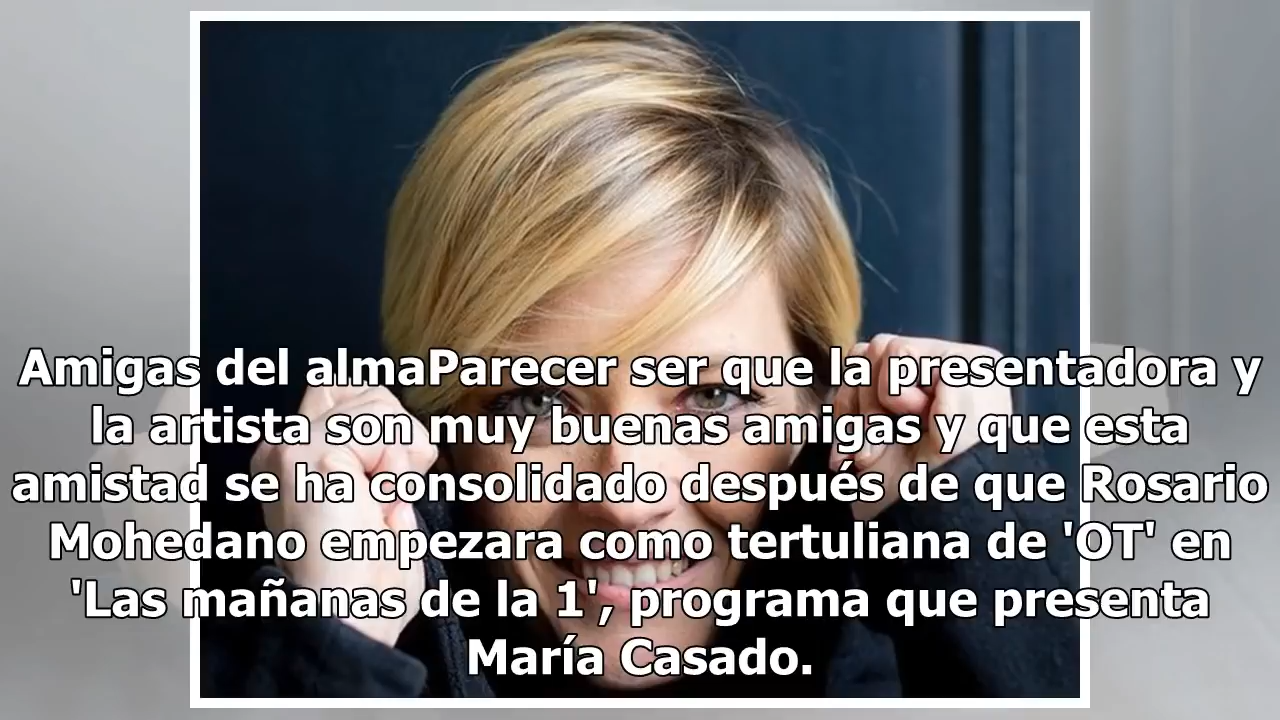 Amigas del almaParecer ser que la presentadora y
la artista son muy buenas amigas y que esta
amistad se ha consolidado después de que Rosario
Mohedano empezara como tertuliana de 'OT' en
'Las mañanas de la 1', programa que presenta
María Casado.